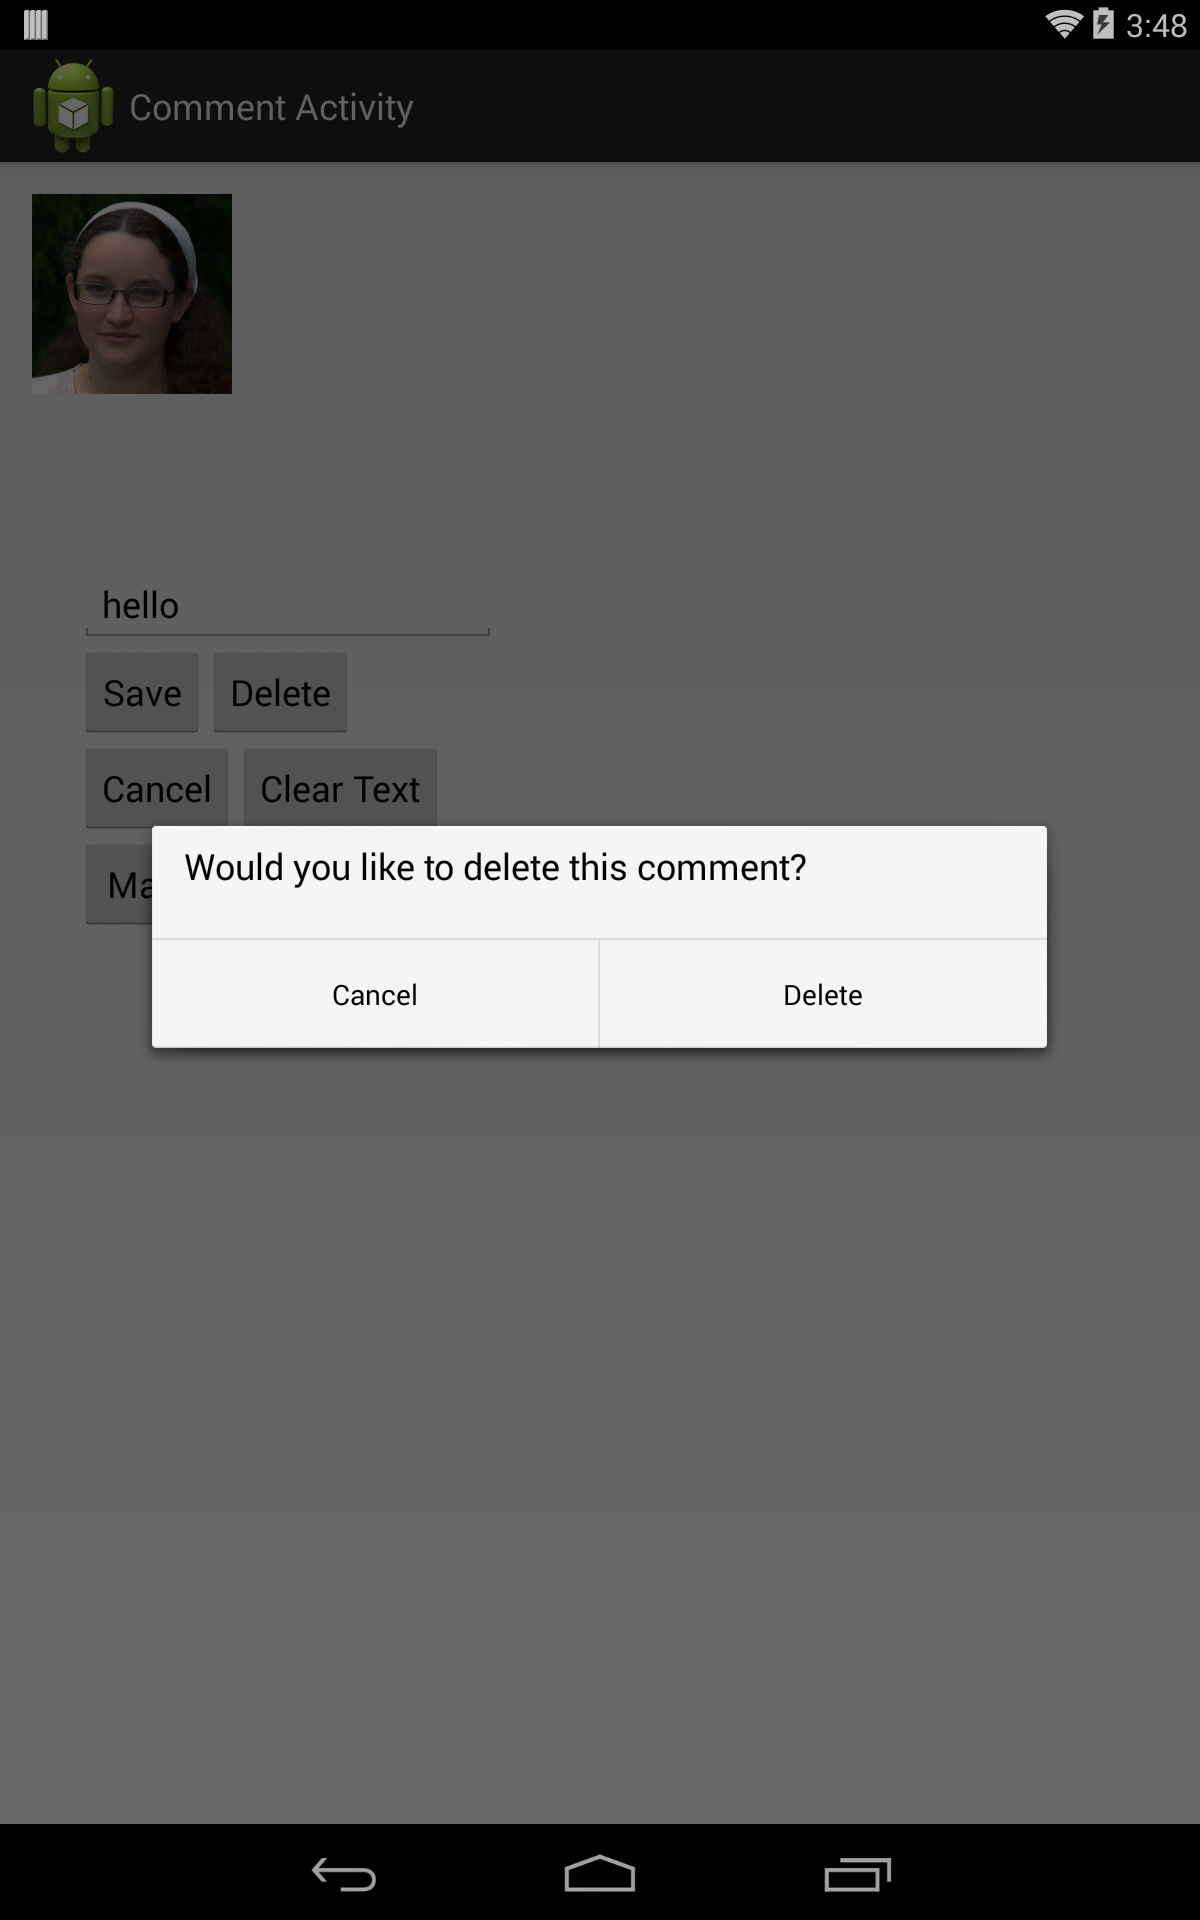 3:48
Comment Activity
hello
Save Delete
Cancel Clear Text
Would you like to delete this comment?
Cancel Delete